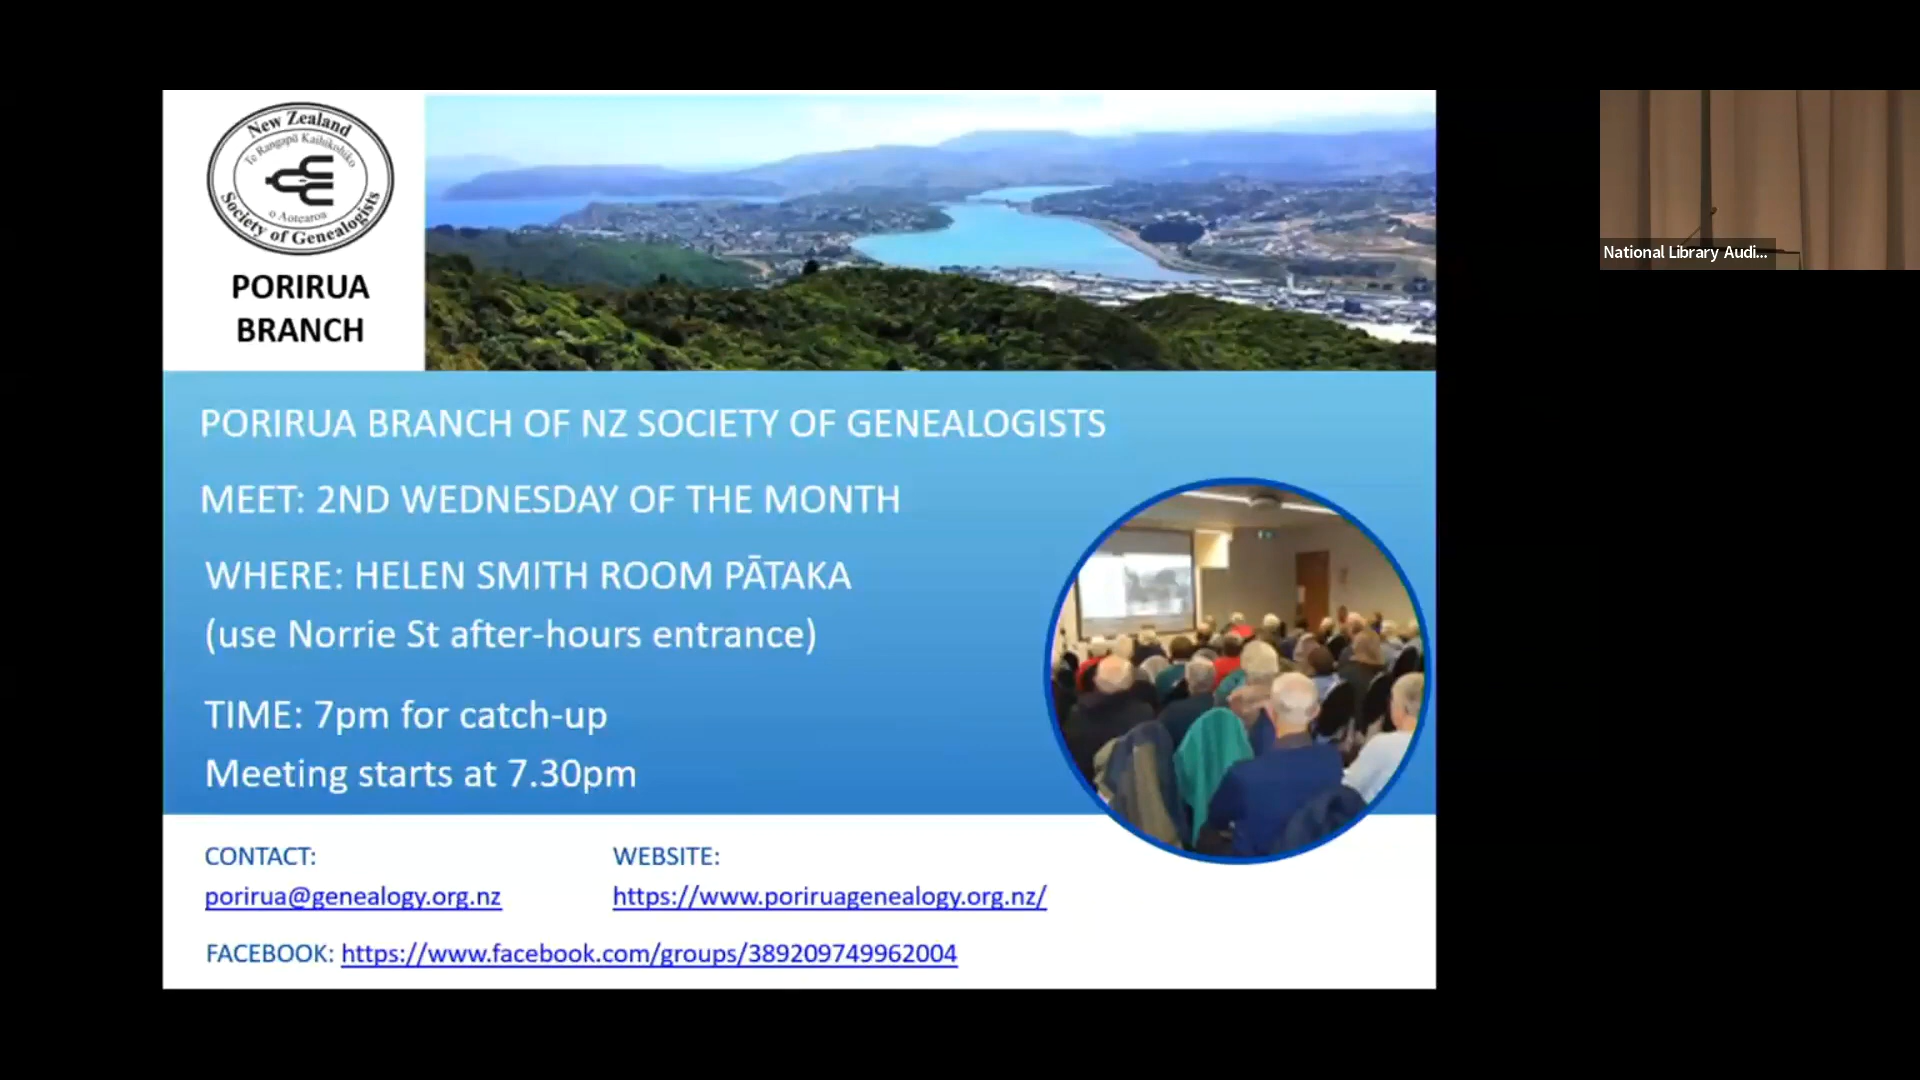 New Zealand
Te Rangapū Kaihikohiko
o Aotearoa
Society of Genealogists
PORIRUA
BRANCH
PORIRUA BRANCH OF NZ SOCIETY OF GENEALOGISTS
MEET: 2ND WEDNESDAY OF THE MONTH
WHERE: HELEN SMITH ROOM PĀTAKA
(use Norrie St after-hours entrance)
TIME: 7pm for catch-up
Meeting starts at 7.30pm
CONTACT:
porirua@genealogy.org.nz
WEBSITE:
https://www.poriruagenealogy.org.nz/
FACEBOOK: https://www.facebook.com/groups/389209749962004
National Library Audi...